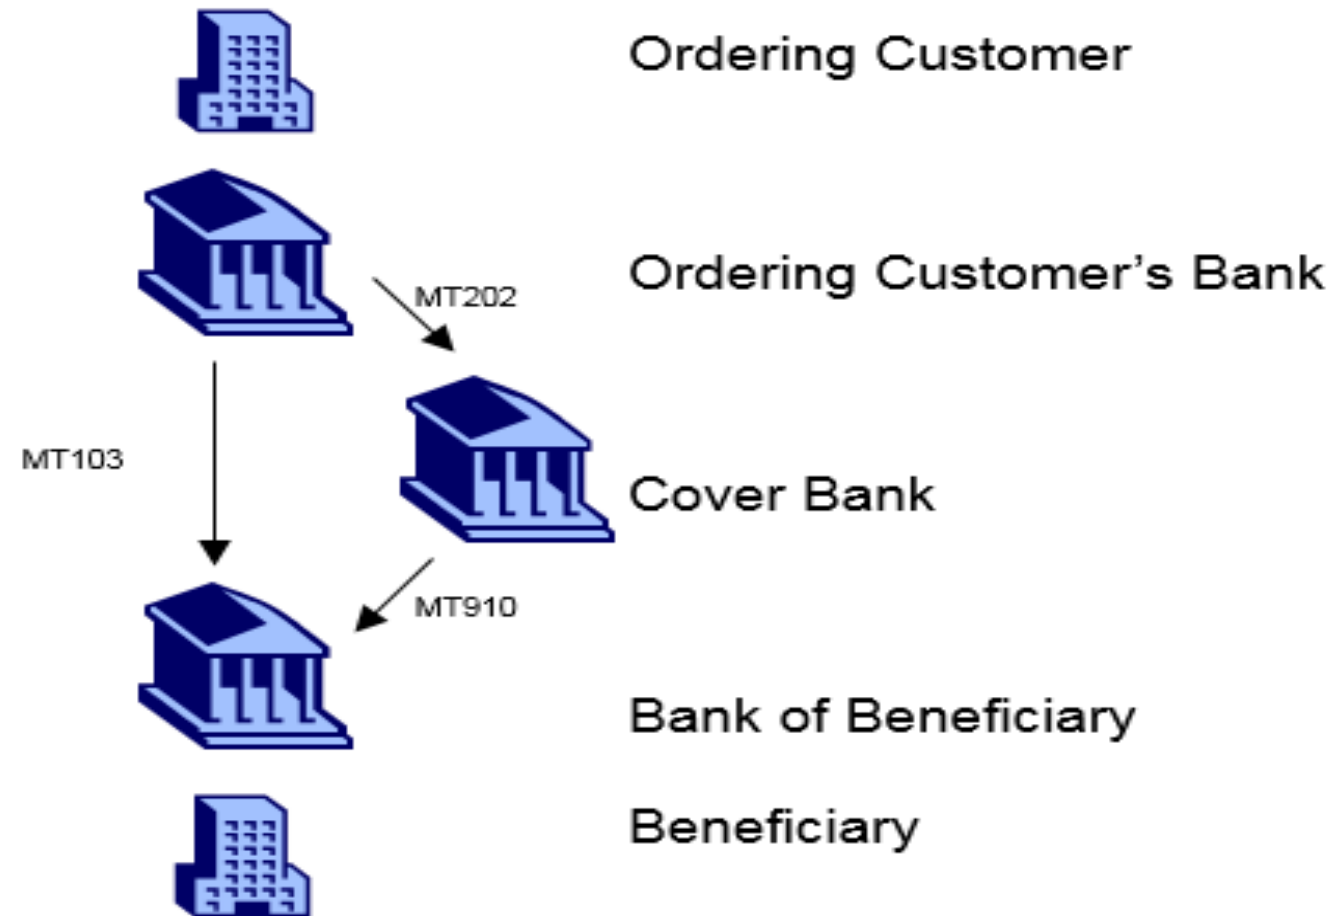 Ordering Customer
Ordering Customer’s Bank
MT202
MT103
Cover Bank
MT910
Bank of Beneficiary
Beneficiary